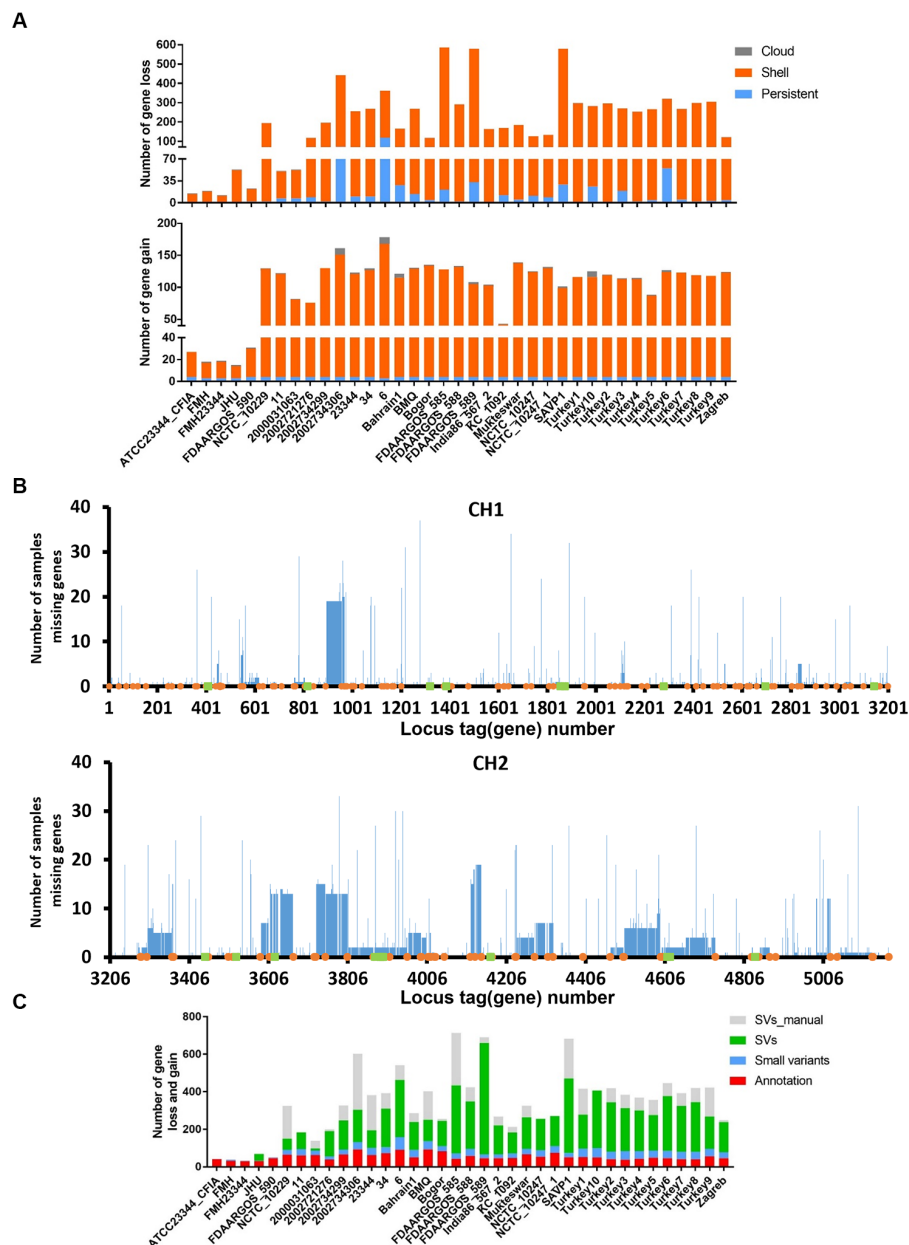 A
Number of gene loss
600
500
400
300
200
100
70
35
0
Cloud
Shell
Persistent
Number of gene gain
200
150
100
50
40
20
0
ATCC23344_CFIA
FMH
FMH23344
JHU
FDAARGOS_590
NCTC_10229
11
2000031063
2002721276
2002734299
2002734306
23344
34
6
Bahrain1
BMQ
Bogor
FDAARGOS_585
FDAARGOS_588
FDAARGOS_589
India86_567_2
KC_1092
Mukteswar
NCTC_10247
NCTC_10247_1
SAVP1
Turkey1
Turkey10
Turkey2
Turkey3
Turkey4
Turkey5
Turkey6
Turkey7
Turkey8
Turkey9
Zagreb
B
CH1
Number of samples
missing genes
40
30
20
10
0
1 201 401 601 801 1001 1201 1401 1601 1801 2001 2201 2401 2601 2801 3001 3201
Locus tag(gene) number
CH2
Number of samples
missing genes
40
30
20
10
0
3206 3406 3606 3806 4006 4206 4406 4606 4806 5006
Locus tag(gene) number
C
Number of gene
loss and gain
800
600
400
200
0
SVs_manual
SVs
Small variants
Annotation
ATCC23344_CFIA
FMH
FMH23344
JHU
FDAARGOS_590
NCTC_10229
11
2000031063
2002721276
2002734299
2002734306
23344
34
6
Bahrain1
BMQ
Bogor
FDAARGOS_585
FDAARGOS_588
FDAARGOS_589
India86_567_2
KC_1092
Mukteswar
NCTC_10247
NCTC_10247_1
SAVP1
Turkey1
Turkey10
Turkey2
Turkey3
Turkey4
Turkey5
Turkey6
Turkey7
Turkey8
Turkey9
Zagreb